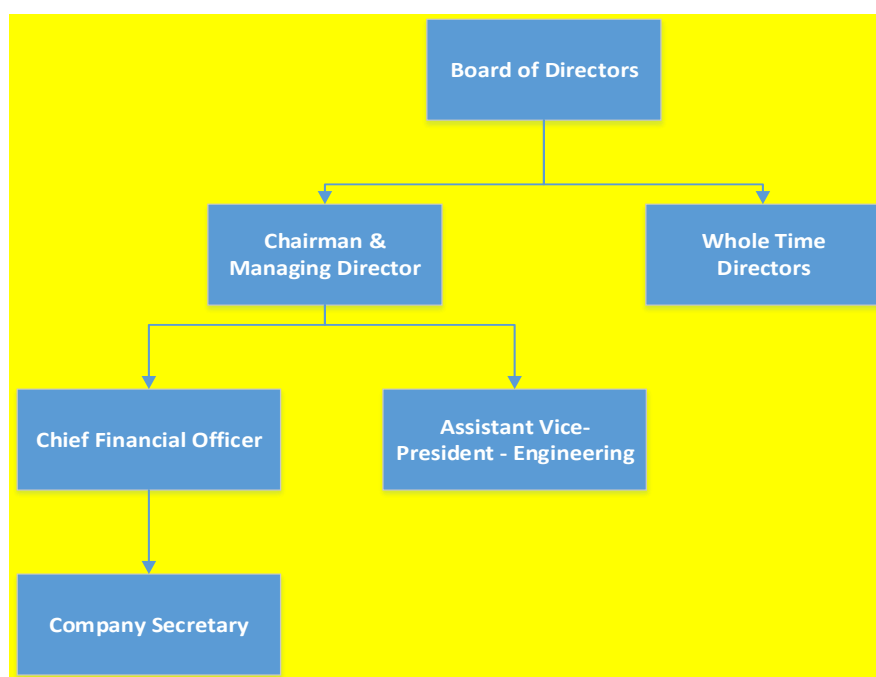 Board of Directors
Chairman &
Managing Director
Whole Time
Directors
Chief Financial Officer
Assistant Vice-
President - Engineering
Company Secretary